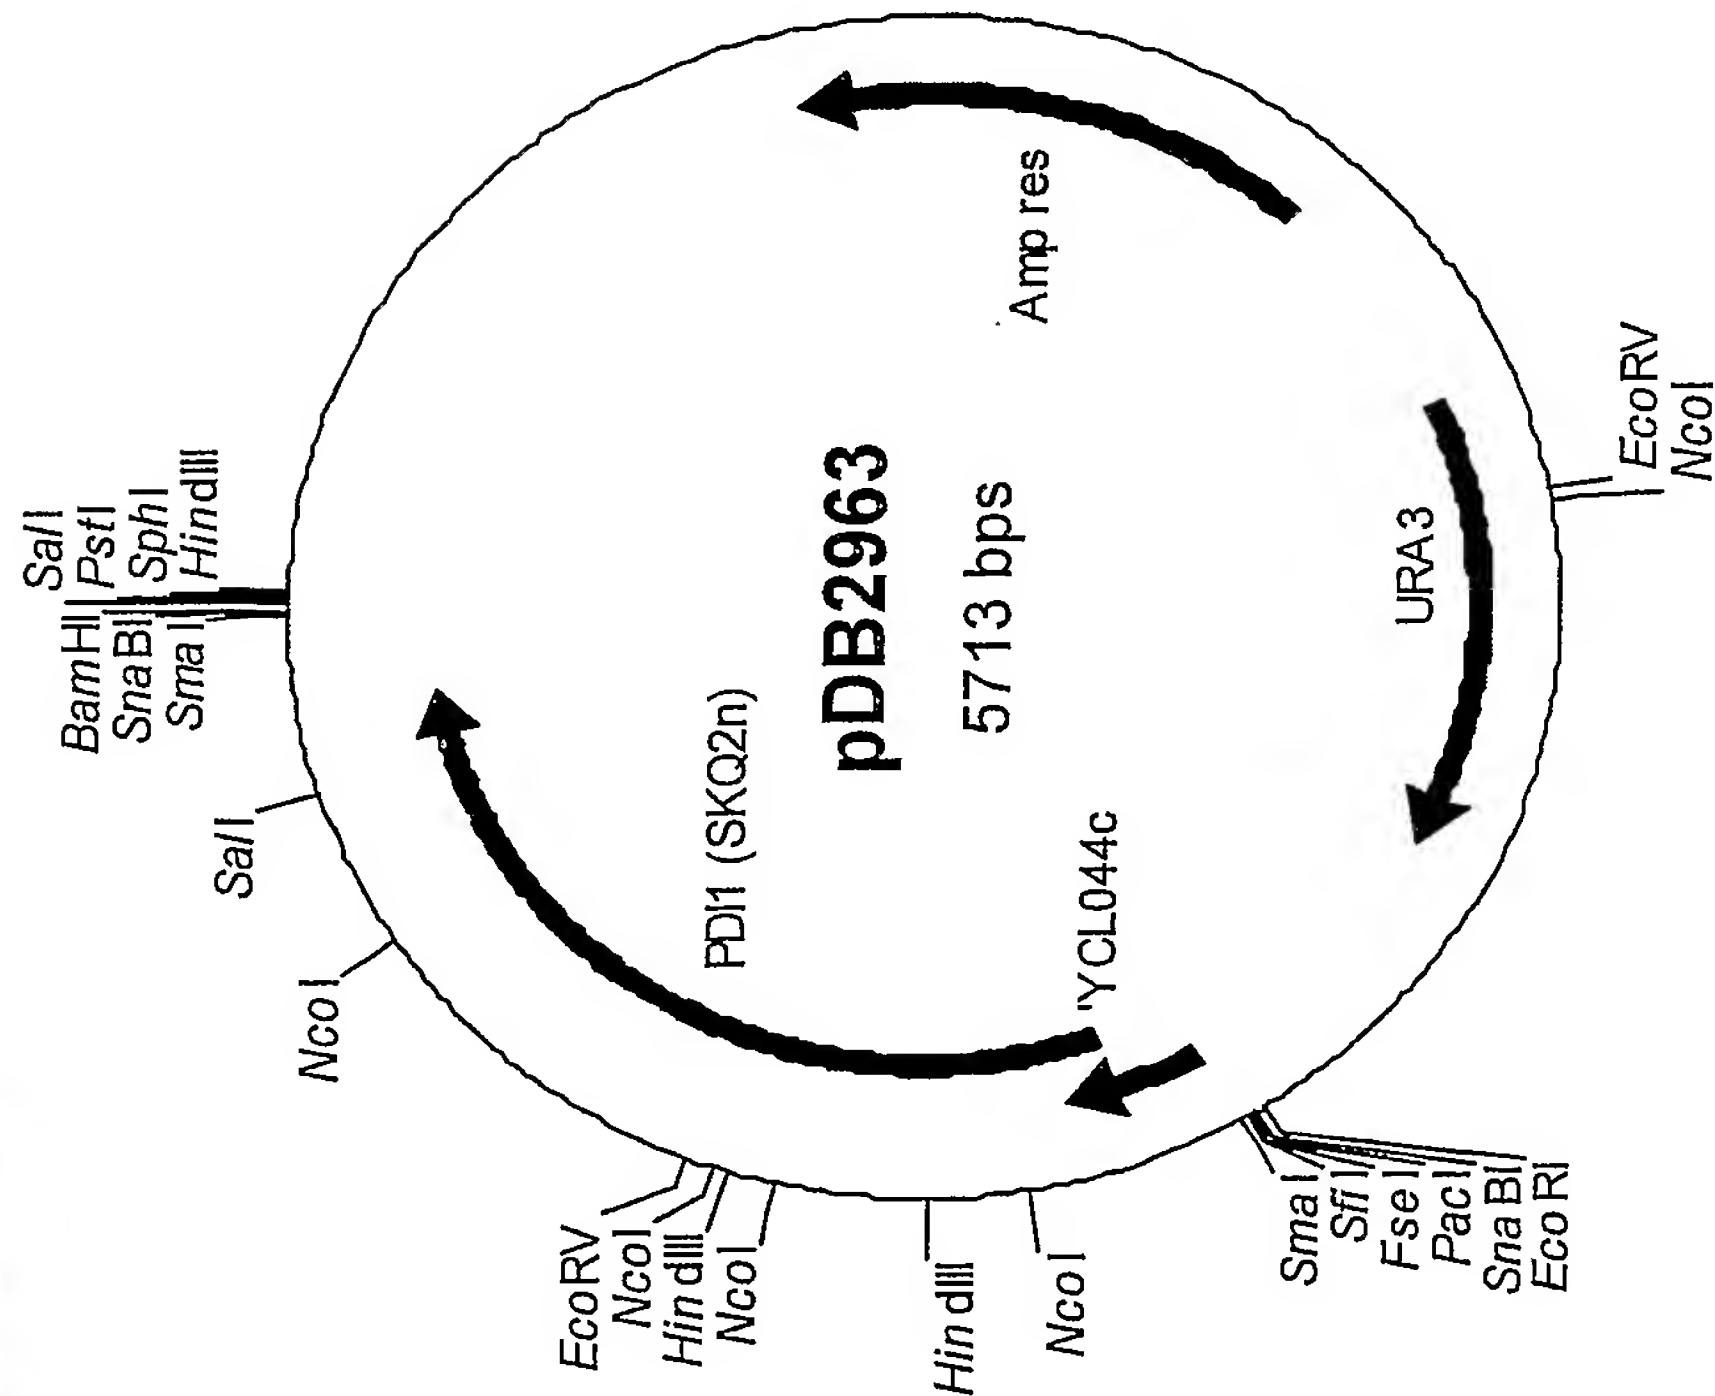 SalI
PstI
SphI
HindIII
BamHI
SnaBI
SmaI
SalI
NcoI
EcoRV
NcoI
HindIII
NcoI
HindIII
NcoI
SmaI
SfiI
FseI
PacI
SnaBI
EcoRI
EcoRV
NcoI
Amp res
URA3
'YCL044c
PDI1 (SKQ2n)
pDB2963
5713 bps